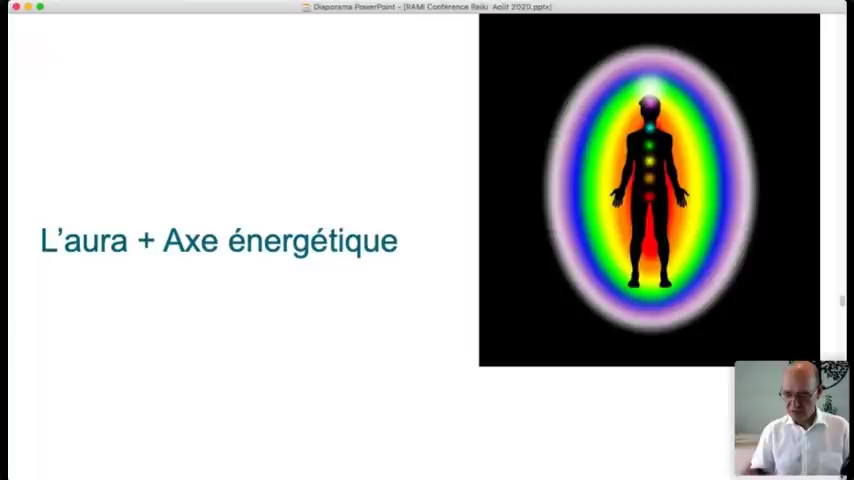 Diaporama PowerPoint - [RAMI Conférence Reiki Août 2020.pptx]
L'aura + Axe énergétique